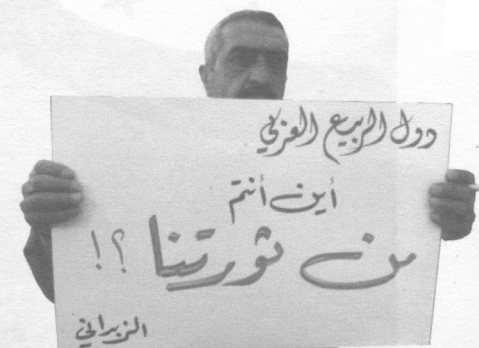 دول الربيع العربي
أين أنتم
من ثورتنا ؟!
الزبداني